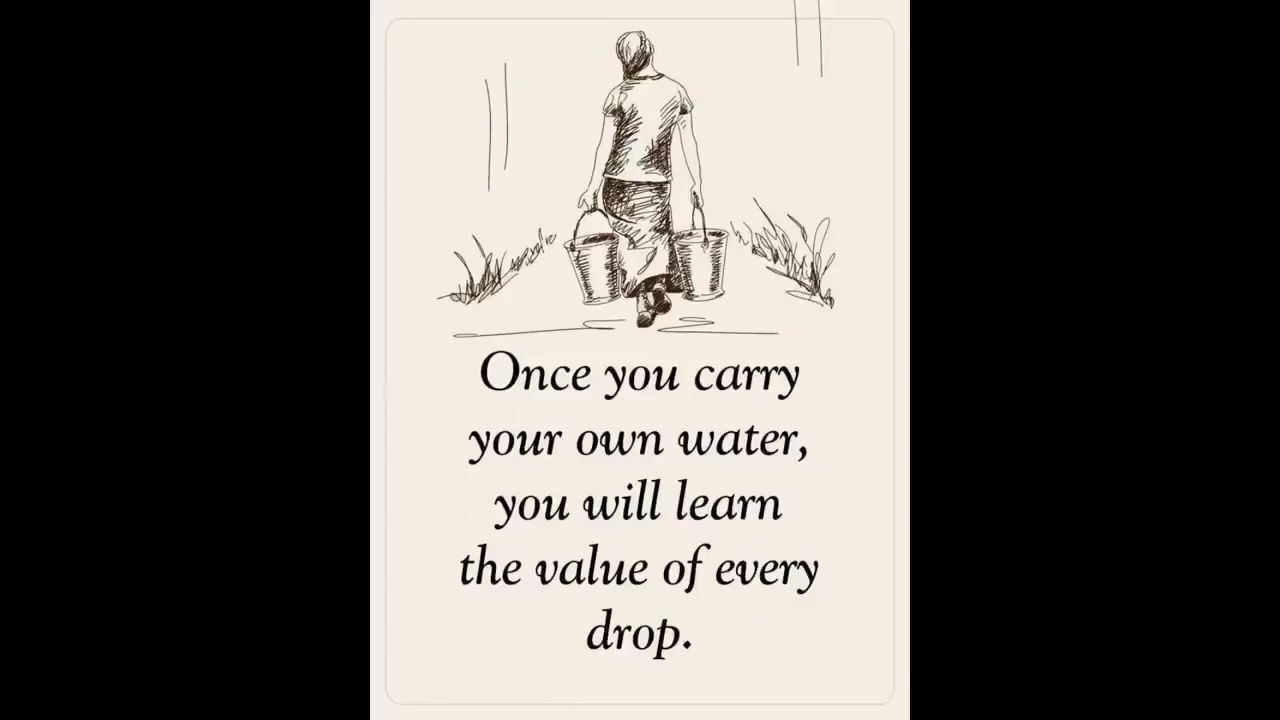 Once you carry
your own water,
you will learn
the value of every
drop.